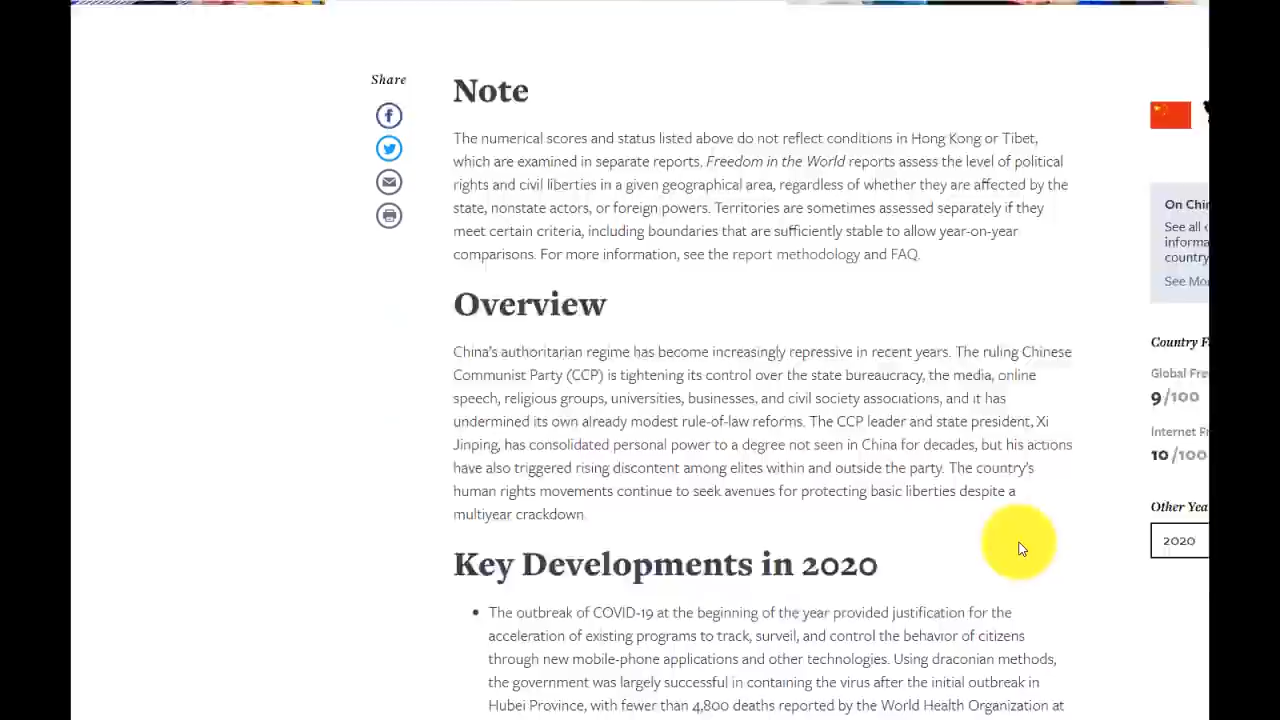 Share
Note
The numerical scores and status listed above do not reflect conditions in Hong Kong or Tibet,
which are examined in separate reports. Freedom in the World reports assess the level of political
rights and civil liberties in a given geographical area, regardless of whether they are affected by the
state, nonstate actors, or foreign powers. Territories are sometimes assessed separately if they
meet certain criteria, including boundaries that are sufficiently stable to allow year-on-year
comparisons. For more information, see the report methodology and FAQ.
Overview
China's authoritarian regime has become increasingly repressive in recent years. The ruling Chinese
Communist Party (CCP) is tightening its control over the state bureaucracy, the media, online
speech, religious groups, universities, businesses, and civil society associations, and it has
undermined its own already modest rule-of-law reforms. The CCP leader and state president, Xi
Jinping, has consolidated personal power to a degree not seen in China for decades, but his actions
have also triggered rising discontent among elites within and outside the party. The country's
human rights movements continue to seek avenues for protecting basic liberties despite a
multiyear crackdown.
Key Developments in 2020
• The outbreak of COVID-19 at the beginning of the year provided justification for the
acceleration of existing programs to track, surveil, and control the behavior of citizens
through new mobile-phone applications and other technologies. Using draconian methods,
the government was largely successful in containing the virus after the initial outbreak in
Hubei Province, with fewer than 4,800 deaths reported by the World Health Organization at
On Chi
See all
informa
country
See Mo
Country F
Global Fre
9/100
Internet Fr
10/100
Other Yea
2020